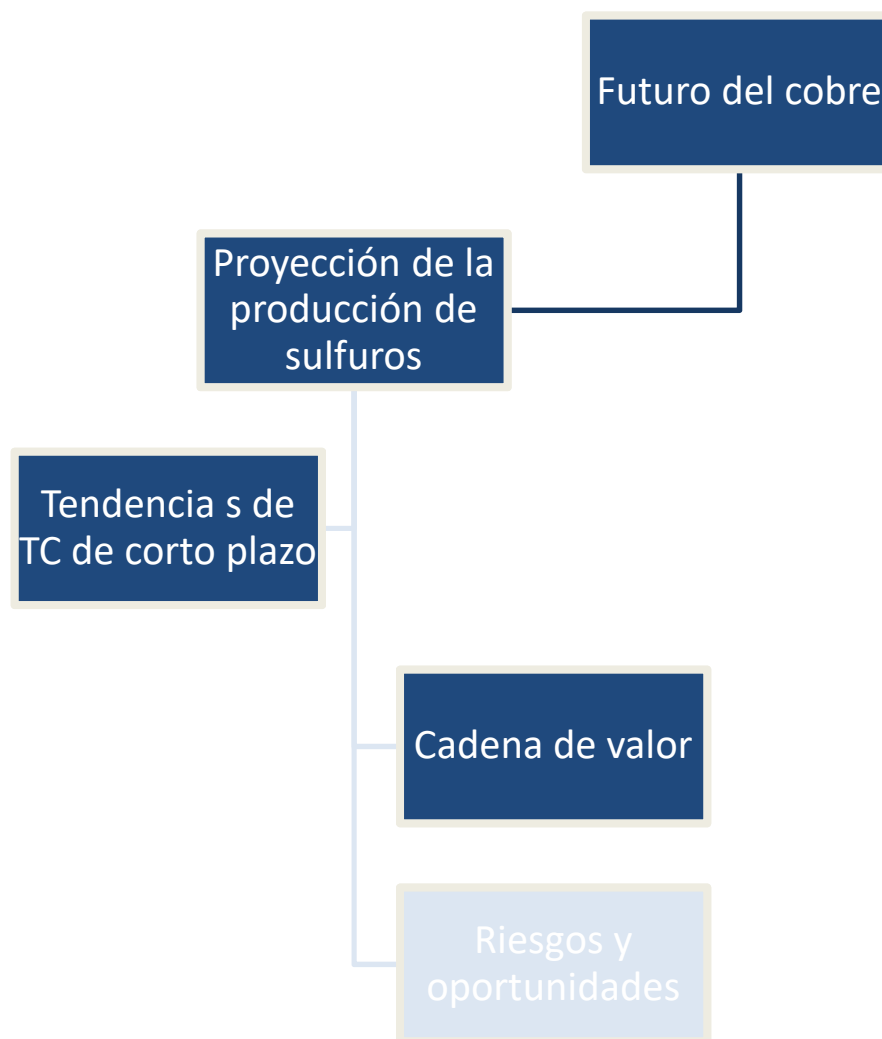 Futuro del cobre
Proyección de la
producción de
sulfuros
Tendencia s de
TC de corto plazo
Cadena de valor
Riesgos y
oportunidades